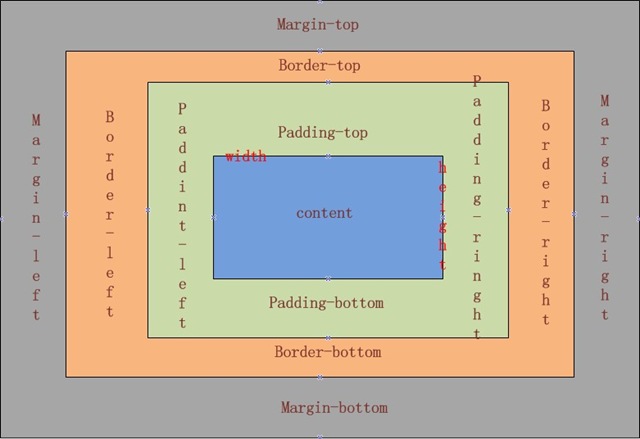 Margin-top
Border-top
Padding-top
width
Margin-left
Border-left
Paddint-left
content
height
Padding-ringht
Border-right
Margin-right
Padding-bottom
Border-bottom
Margin-bottom